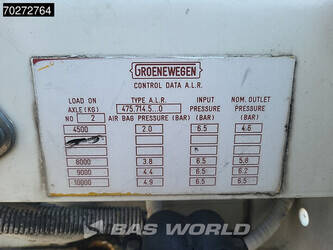 70272764
GROENEWEGEN
CONTROL DATA A.L.R.
LOAD ON TYPE A.L.R. INPUT NOM. OUTLET
AXLE (KG) 475.714.5...0 PRESSURE PRESSURE
NO 2 AIR BAG PRESSURE (BAR) (BAR) (BAR)
4500 2.0 6.5 4.6
8000 3.8 6.5 5.8
9000 4.4 6.5 6.2
10000 4.9 6.5 6.5
BAS WORLD